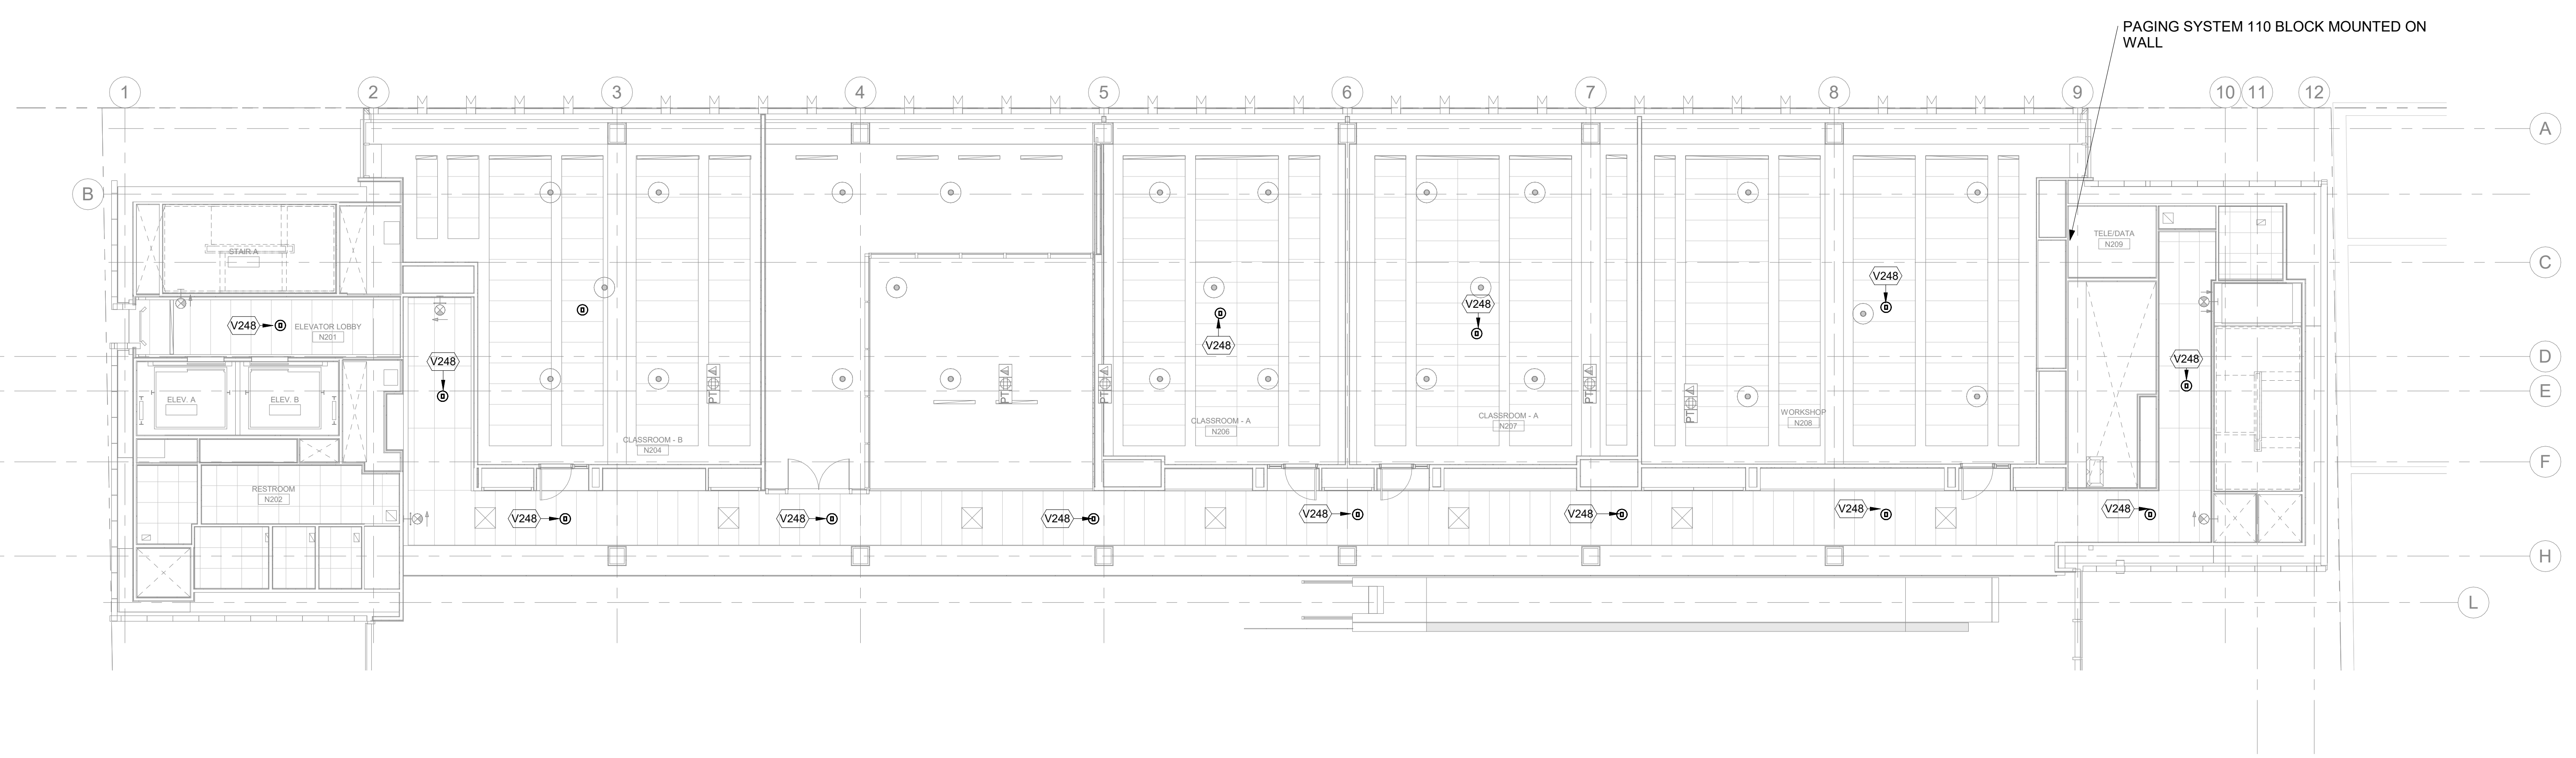 PAGING SYSTEM 110 BLOCK MOUNTED ON
WALL
1
2
3
4
5
6
7
8
9
10
11
12
A
B
C
STAIR A
TELE/DATA
N209
V248
V248
V248
ELEVATOR LOBBY
N201
V248
V248
V248
D
PT
PT
PT
PT
PT
E
ELEV. A
ELEV. B
CLASSROOM - B
N204
CLASSROOM - A
N206
CLASSROOM - A
N207
WORKSHOP
N208
F
RESTROOM
N202
V248
V248
V248
V248
V248
V248
V248
H
L